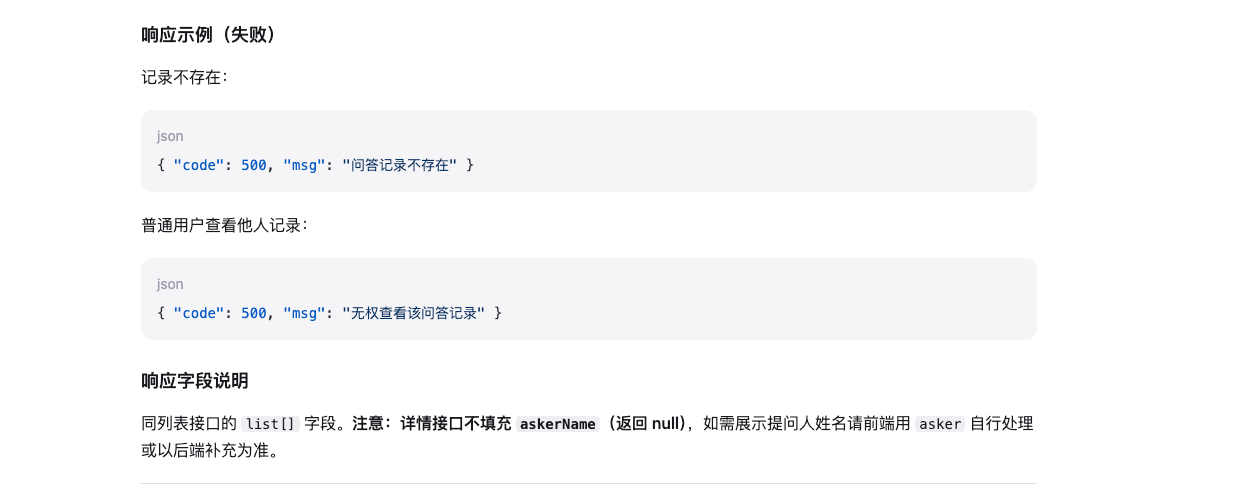 响应示例（失败）
记录不存在：
json
{ "code": 500, "msg": "问答记录不存在" }
普通用户查看他人记录：
json
{ "code": 500, "msg": "无权查看该问答记录" }
响应字段说明
同列表接口的 list[] 字段。注意：详情接口不填充 askerName（返回 null），如需展示提问人姓名请前端用 asker 自行处理
或以后端补充为准。